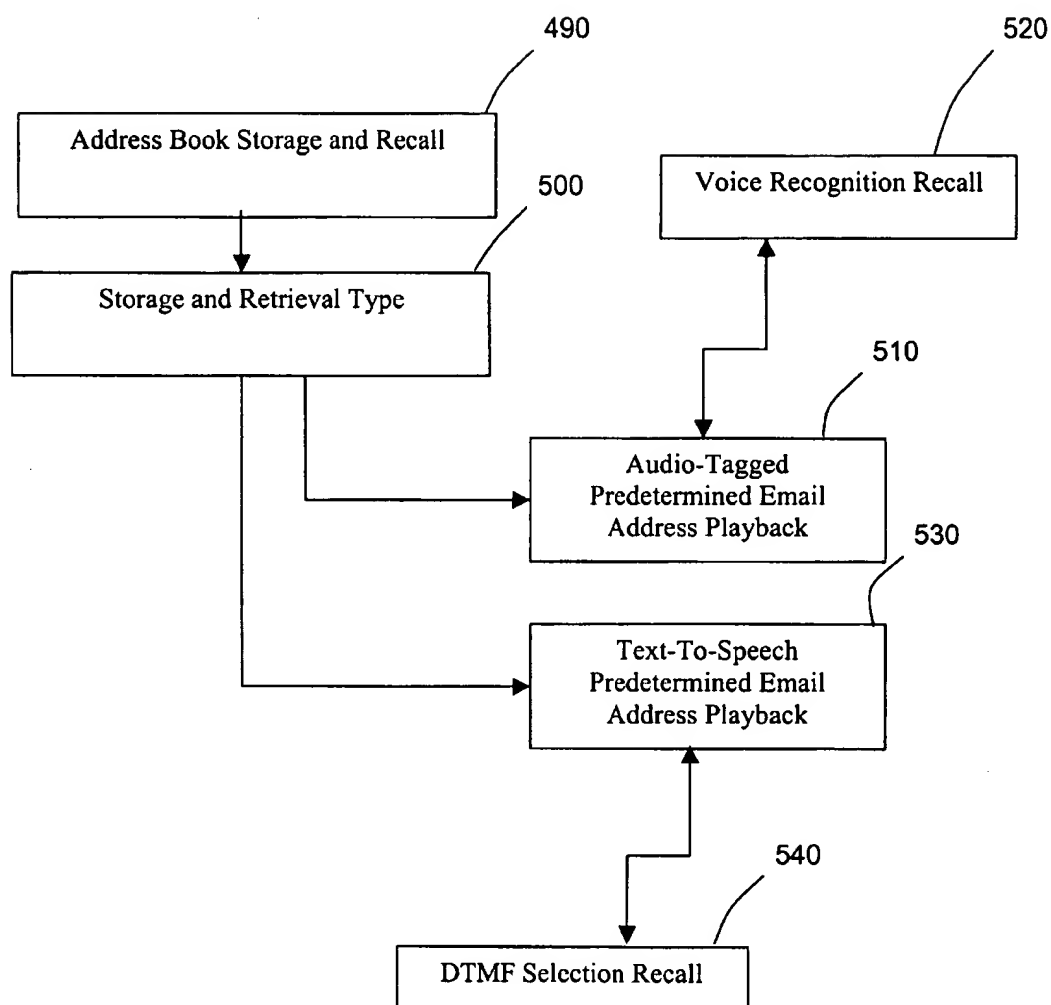 490
520
Address Book Storage and Recall
Voice Recognition Recall
500
Storage and Retrieval Type
510
Audio-Tagged
Predetermined Email
Address Playback
530
Text-To-Speech
Predetermined Email
Address Playback
540
DTMF Selection Recall